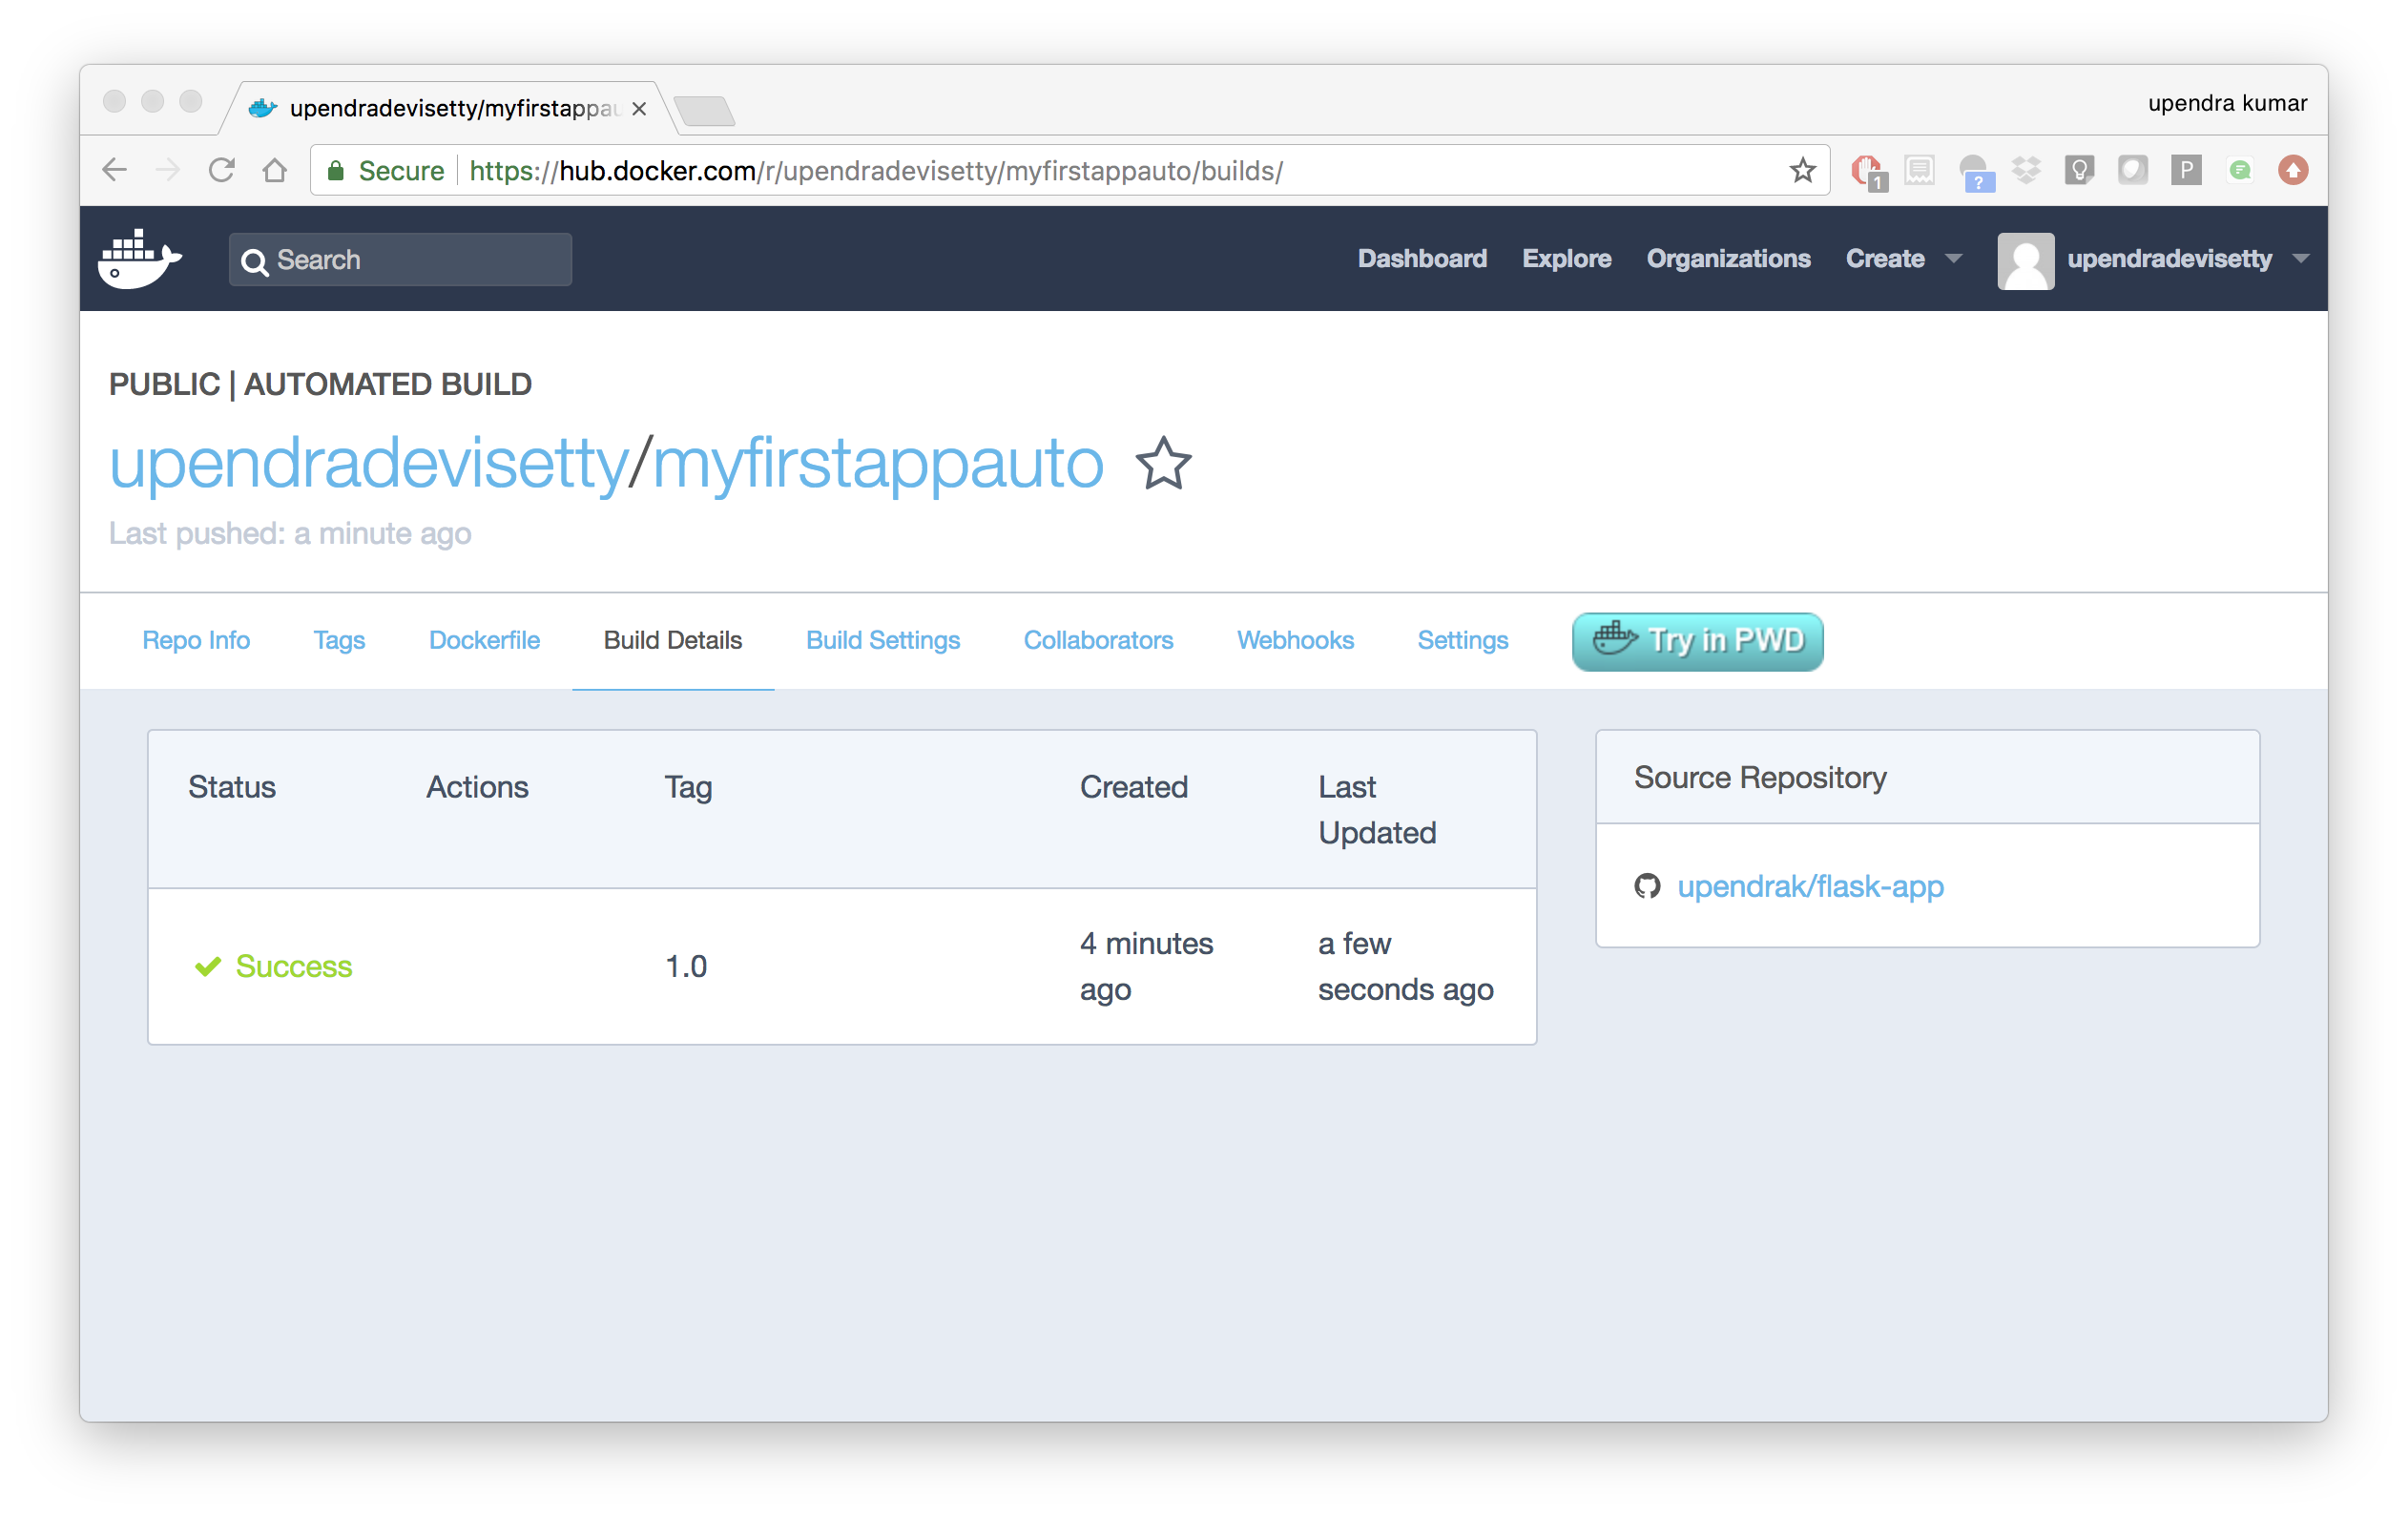 upendradevisetty/myfirstappau
upendra kumar
Secure https://hub.docker.com/r/upendradevisetty/myfirstappauto/builds/
1
?
P
Search
Dashboard Explore Organizations Create upendradevisetty
PUBLIC | AUTOMATED BUILD
upendradevisetty/myfirstappauto
Last pushed: a minute ago
Repo Info Tags Dockerfile Build Details Build Settings Collaborators Webhooks Settings Try in PWD
Status Actions Tag Created Last
Updated
Success 1.0 4 minutes
ago
a few
seconds ago
Source Repository
upendrak/flask-app